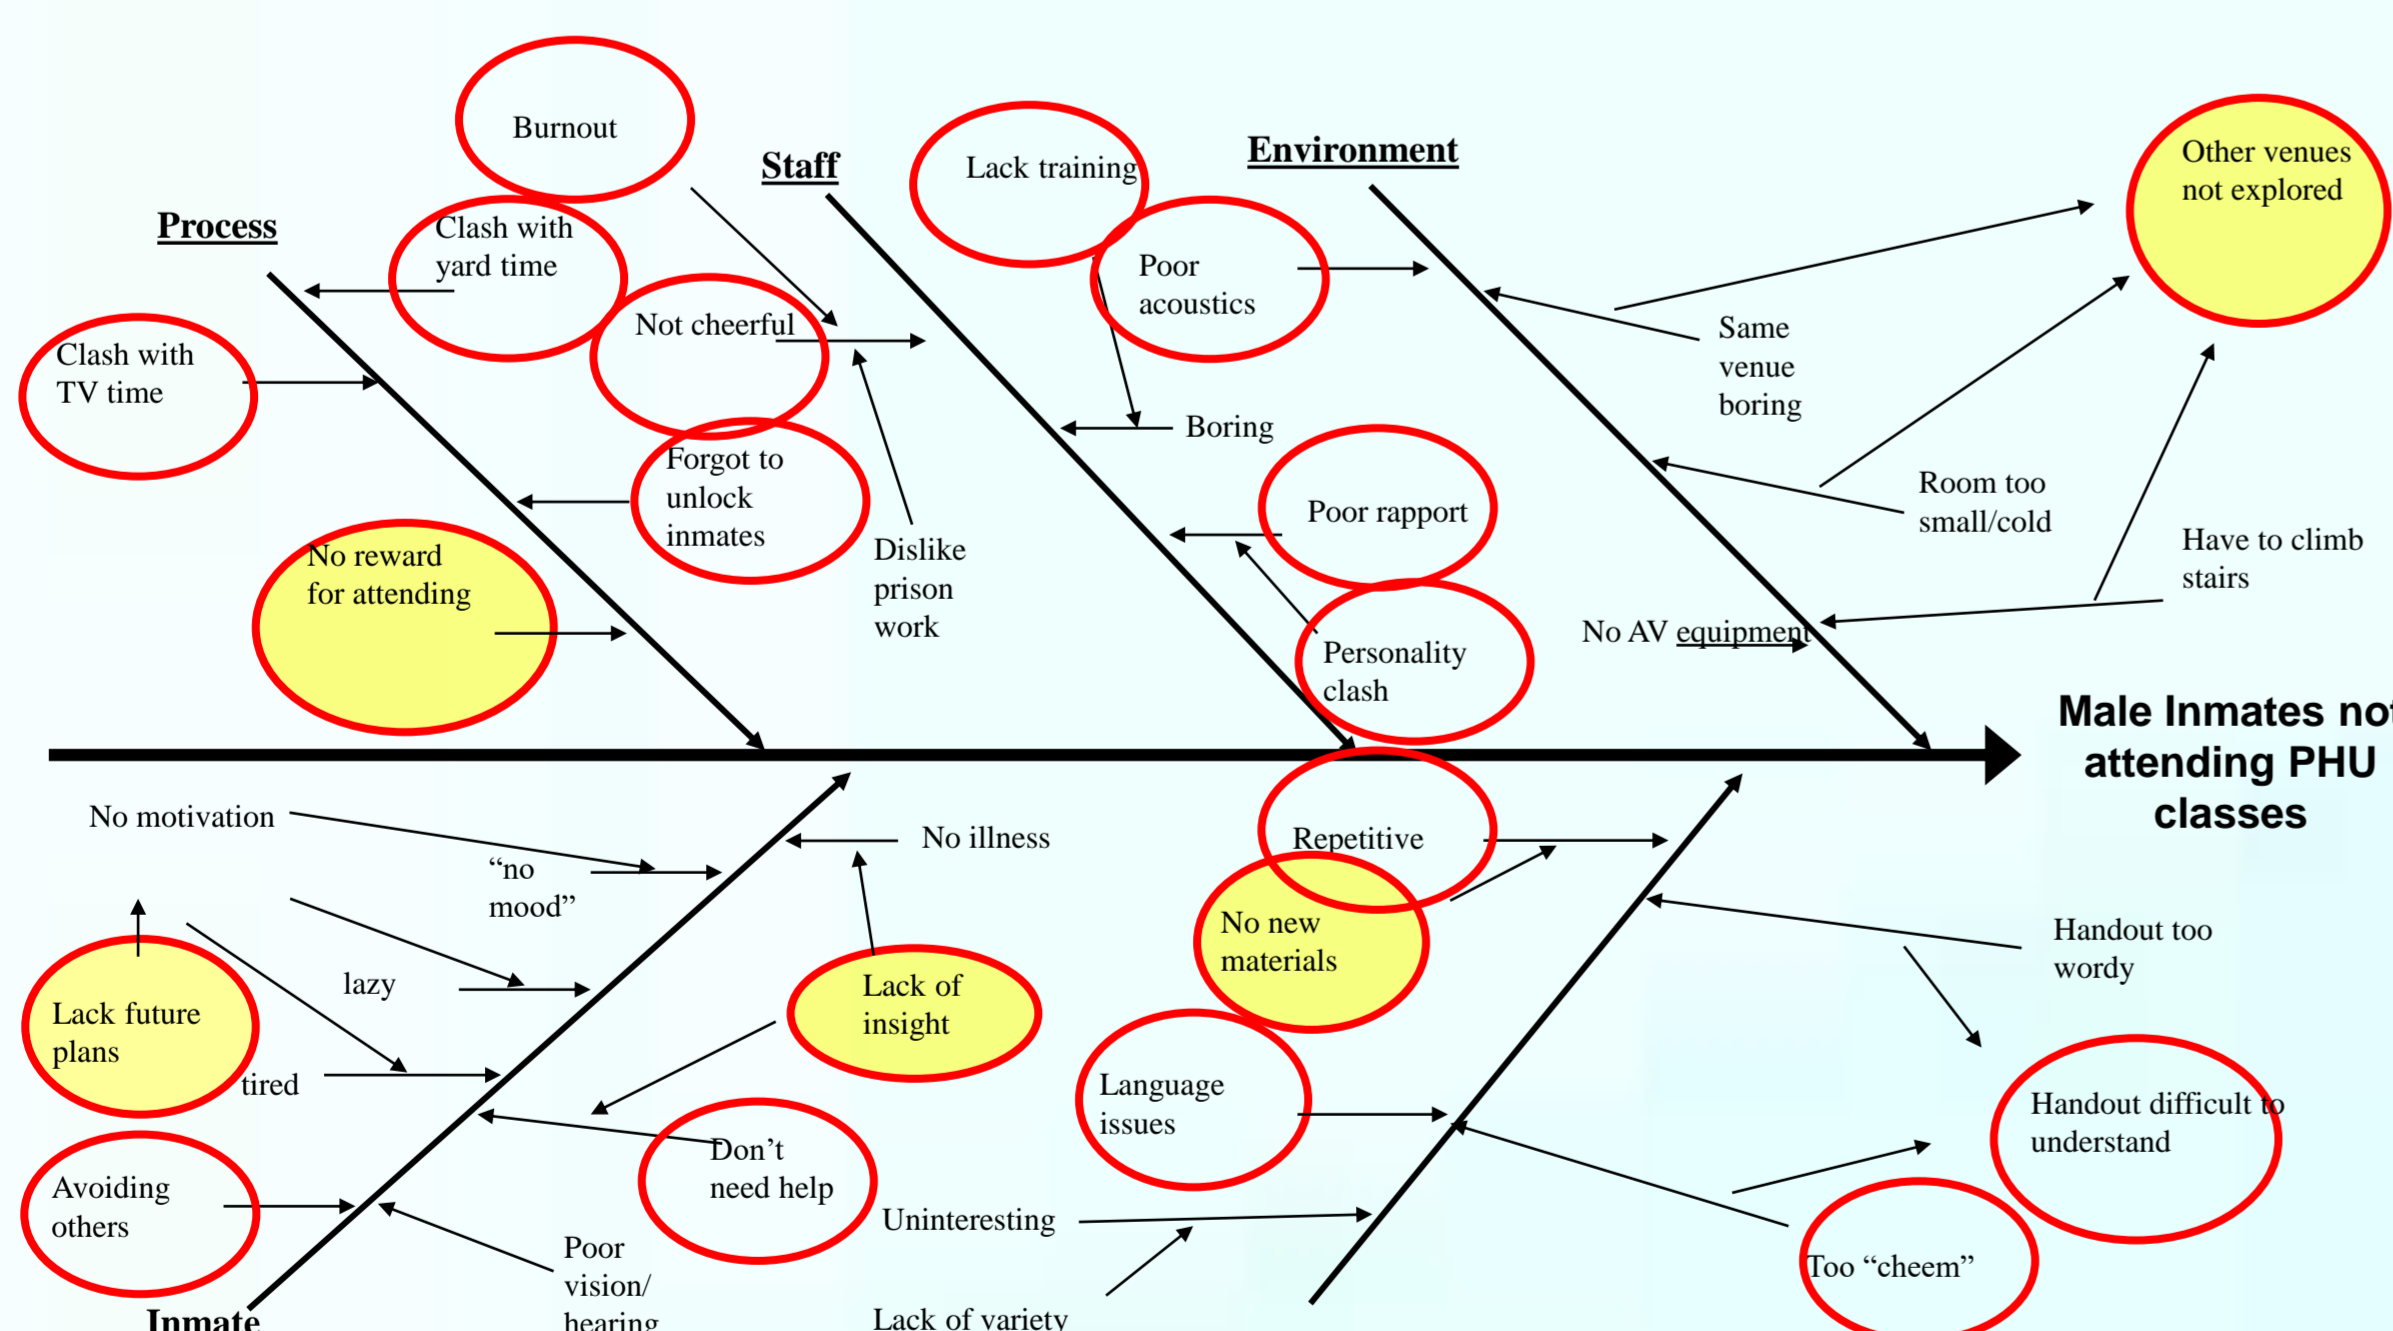 Burnout
Process
Clash with
yard time
Clash with
TV time
Not cheerful
Forgot to
unlock
inmates
No reward
for attending
Staff
Dislike
prison
work
Lack training
Boring
Poor rapport
Personality
clash
Environment
Poor
acoustics
Same
venue
boring
Room too
small/cold
Have to climb
stairs
No AV equipment
Other venues
not explored
Male Inmates not
attending PHU
classes
No motivation
“no
mood”
lazy
tired
Lack future
plans
Avoiding
others
Inmate
No illness
Lack of
insight
Don’t
need help
Poor
vision/
hearing
Repetitive
No new
materials
Language
issues
Uninteresting
Lack of variety
Handout too
wordy
Handout difficult to
understand
Too “cheem”